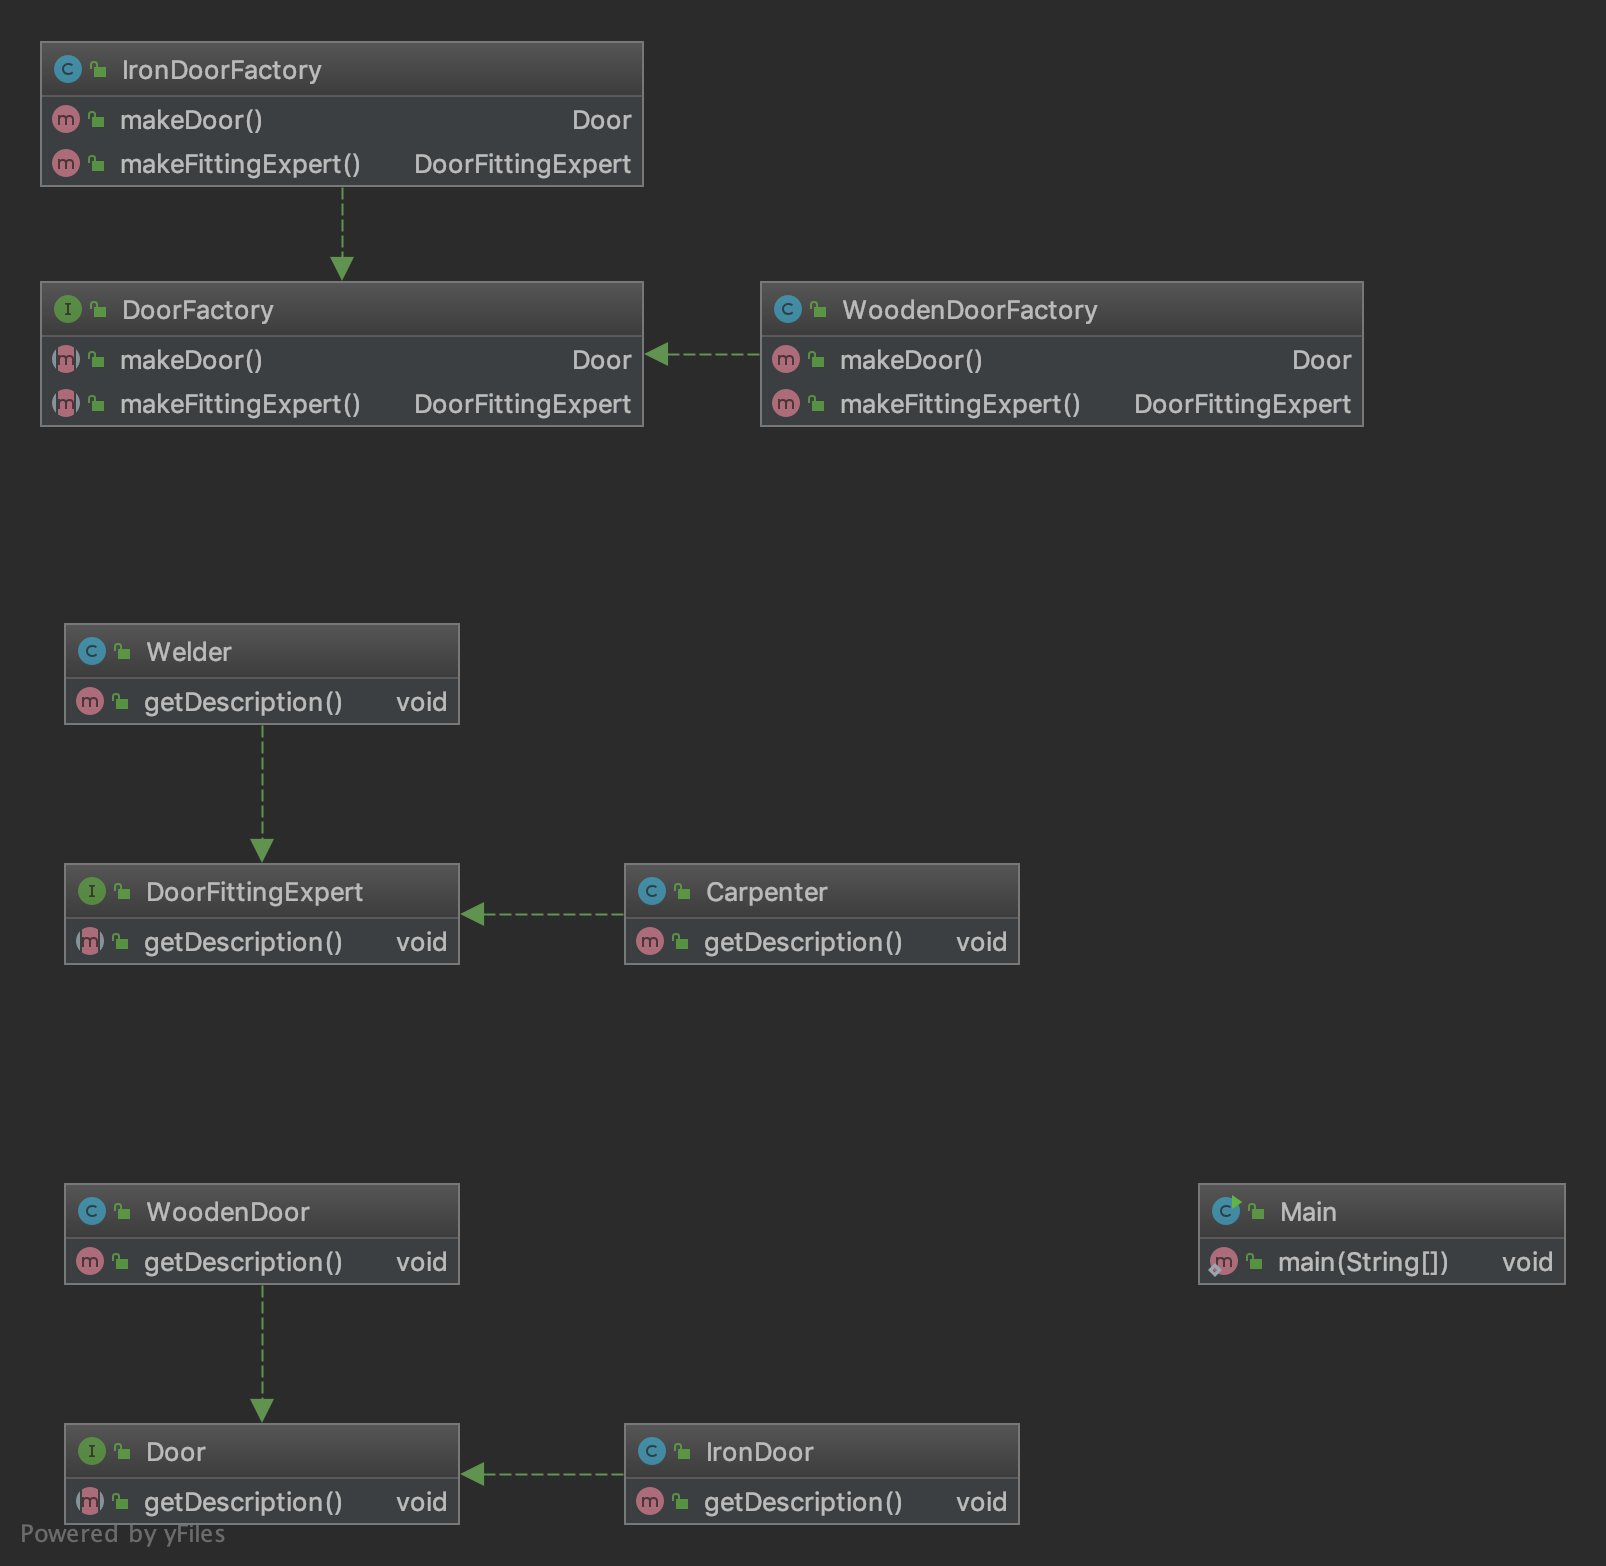 IronDoorFactory
makeDoor() Door
makeFittingExpert() DoorFittingExpert
DoorFactory
makeDoor() Door
makeFittingExpert() DoorFittingExpert
WoodenDoorFactory
makeDoor() Door
makeFittingExpert() DoorFittingExpert
Welder
getDescription() void
DoorFittingExpert
getDescription() void
Carpenter
getDescription() void
WoodenDoor
getDescription() void
Main
main(String[]) void
Door
getDescription() void
IronDoor
getDescription() void
Powered by yFiles